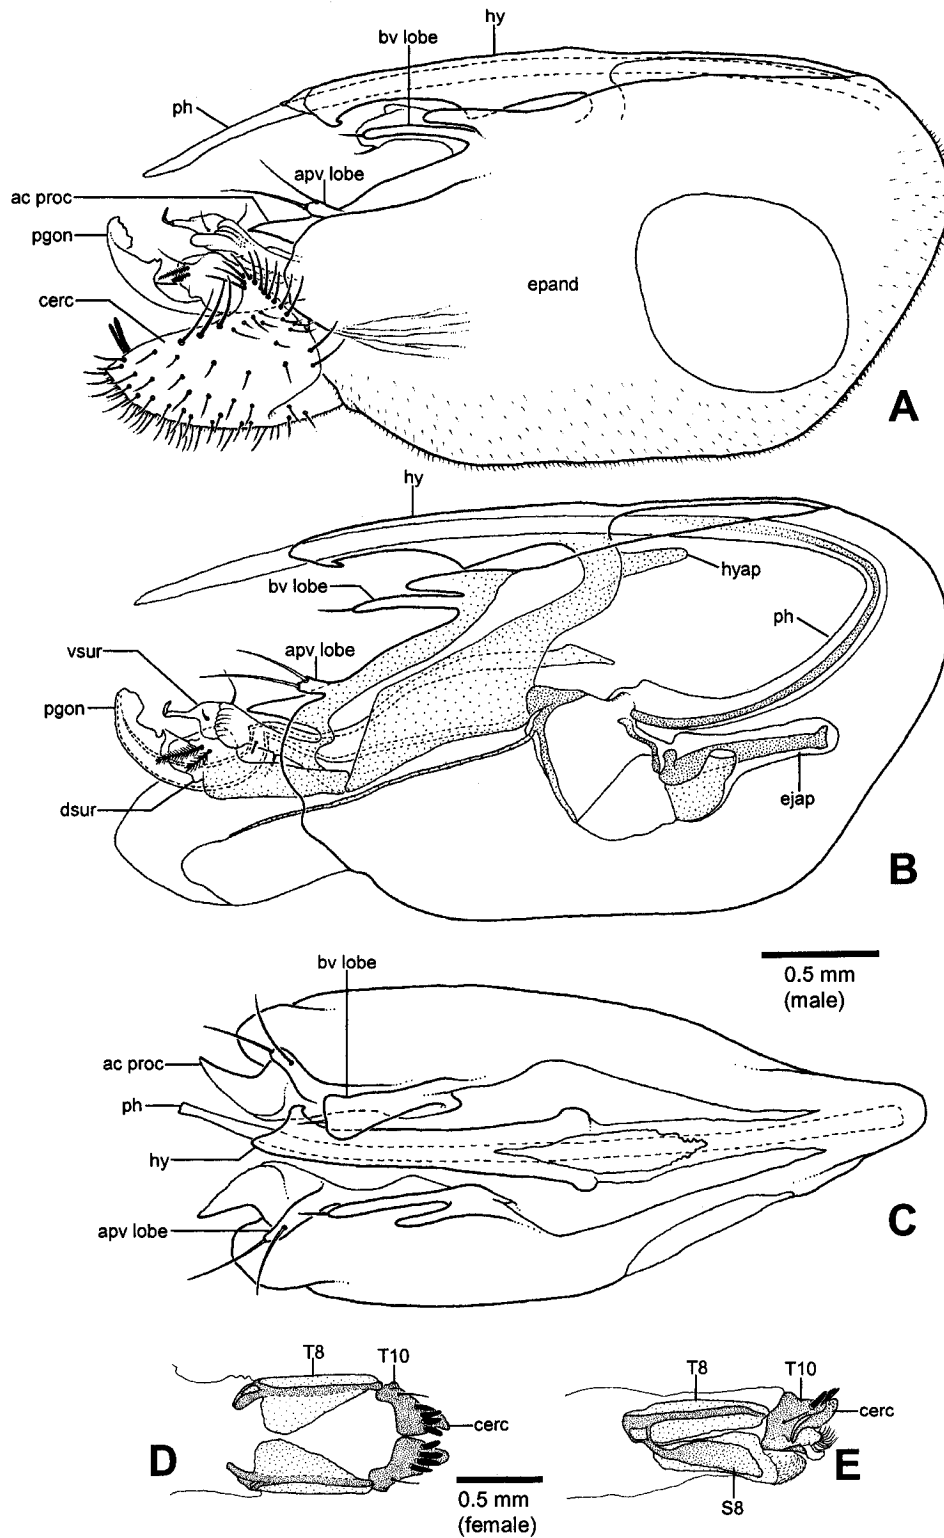 hy
bv lobe
ph
apv lobe
ac proc
pgon
epand
cerc
A
hy
hyap
bv lobe
ph
vsur
apv lobe
pgon
dsur
ejap
B
0.5 mm
(male)
bv lobe
ac proc
ph
hy
apv lobe
C
T8
T10
cerc
D
0.5 mm
(female)
T8
T10
cerc
E
S8